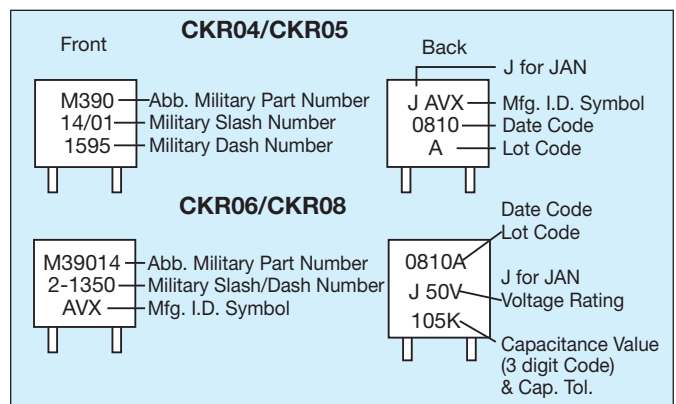 CKR04/CKR05
Front
M390
14/01
1595
Abb. Military Part Number
Military Slash Number
Military Dash Number
Back
J AVX
0810
A
J for JAN
Mfg. I.D. Symbol
Date Code
Lot Code
CKR06/CKR08
M39014
2-1350
AVX
Abb. Military Part Number
Military Slash/Dash Number
Mfg. I.D. Symbol
0810A
J 50V
105K
Date Code
Lot Code
J for JAN
Voltage Rating
Capacitance Value
(3 digit Code)
& Cap. Tol.